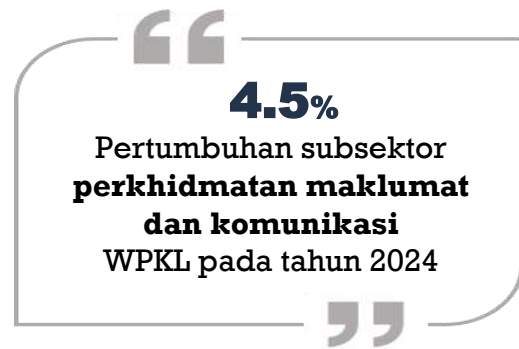 4.5%
Pertumbuhan subsektor
perkhidmatan maklumat
dan komunikasi
WPKL pada tahun 2024